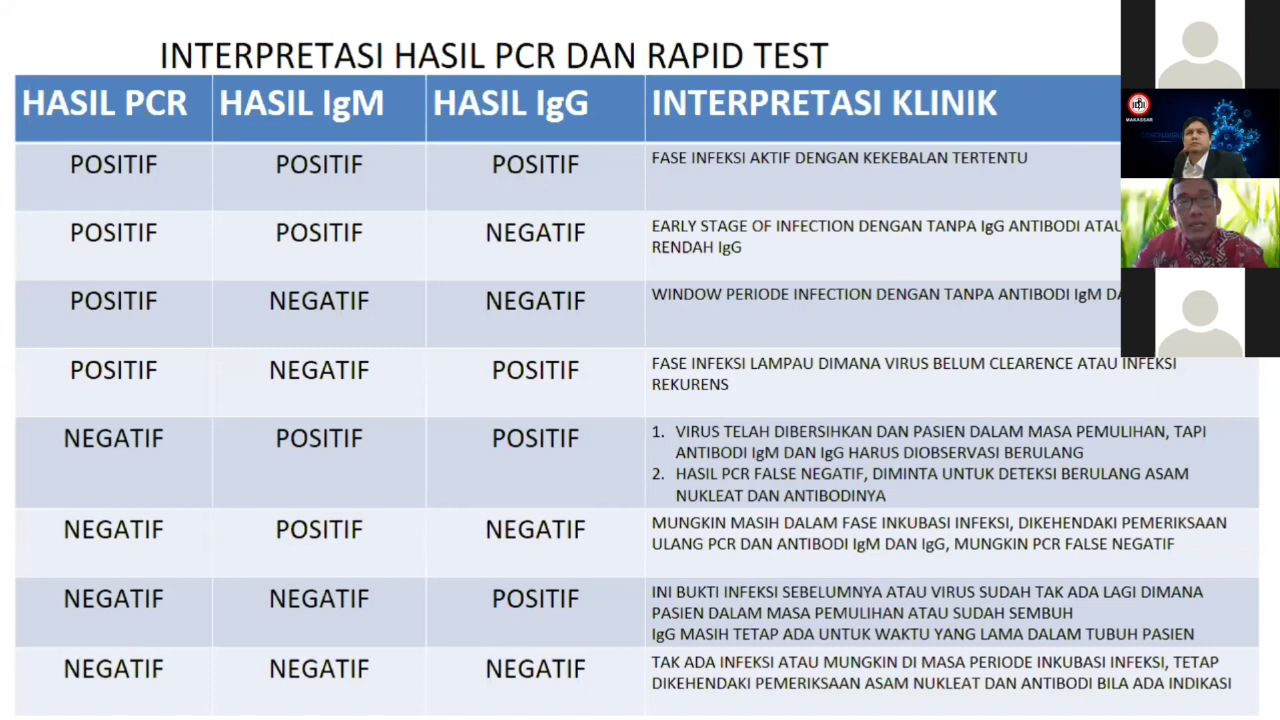 INTERPRETASI HASIL PCR DAN RAPID TEST
HASIL PCR HASIL IgM HASIL IgG INTERPRETASI KLINIK
POSITIF POSITIF POSITIF FASE INFEKSI AKTIF DENGAN KEKEBALAN TERTENTU
POSITIF POSITIF NEGATIF EARLY STAGE OF INFECTION DENGAN TANPA IgG ANTIBODI ATAU
RENDAH IgG
POSITIF NEGATIF NEGATIF WINDOW PERIODE INFECTION DENGAN TANPA ANTIBODI IgM
POSITIF NEGATIF POSITIF FASE INFEKSI LAMPAU DIMANA VIRUS BELUM CLEARENCE ATAU INFEKSI
REKURENS
NEGATIF POSITIF POSITIF 1. VIRUS TELAH DIBERSIHKAN DAN PASIEN DALAM MASA PEMULIHAN, TAPI
ANTIBODI IgM DAN IgG HARUS DIOBSERVASI BERULANG
2. HASIL PCR FALSE NEGATIF, DIMINTA UNTUK DETEKSI BERULANG ASAM
NUKLEAT DAN ANTIBODINYA
NEGATIF POSITIF NEGATIF MUNGKIN MASIH DALAM FASE INKUBASI INFEKSI, DIKEHENDAKI PEMERIKSAAN
ULANG PCR DAN ANTIBODI IgM DAN IgG, MUNGKIN PCR FALSE NEGATIF
NEGATIF NEGATIF POSITIF INI BUKTI INFEKSI SEBELUMNYA ATAU VIRUS SUDAH TAK ADA LAGI DIMANA
PASIEN DALAM MASA PEMULIHAN ATAU SUDAH SEMBUH
IgG MASIH TETAP ADA UNTUK WAKTU YANG LAMA DALAM TUBUH PASIEN
NEGATIF NEGATIF NEGATIF TAK ADA INFEKSI ATAU MUNGKIN DI MASA PERIODE INKUBASI INFEKSI, TETAP
DIKEHENDAKI PEMERIKSAAN ASAM NUKLEAT DAN ANTIBODI BILA ADA INDIKASI
MAKASSAR